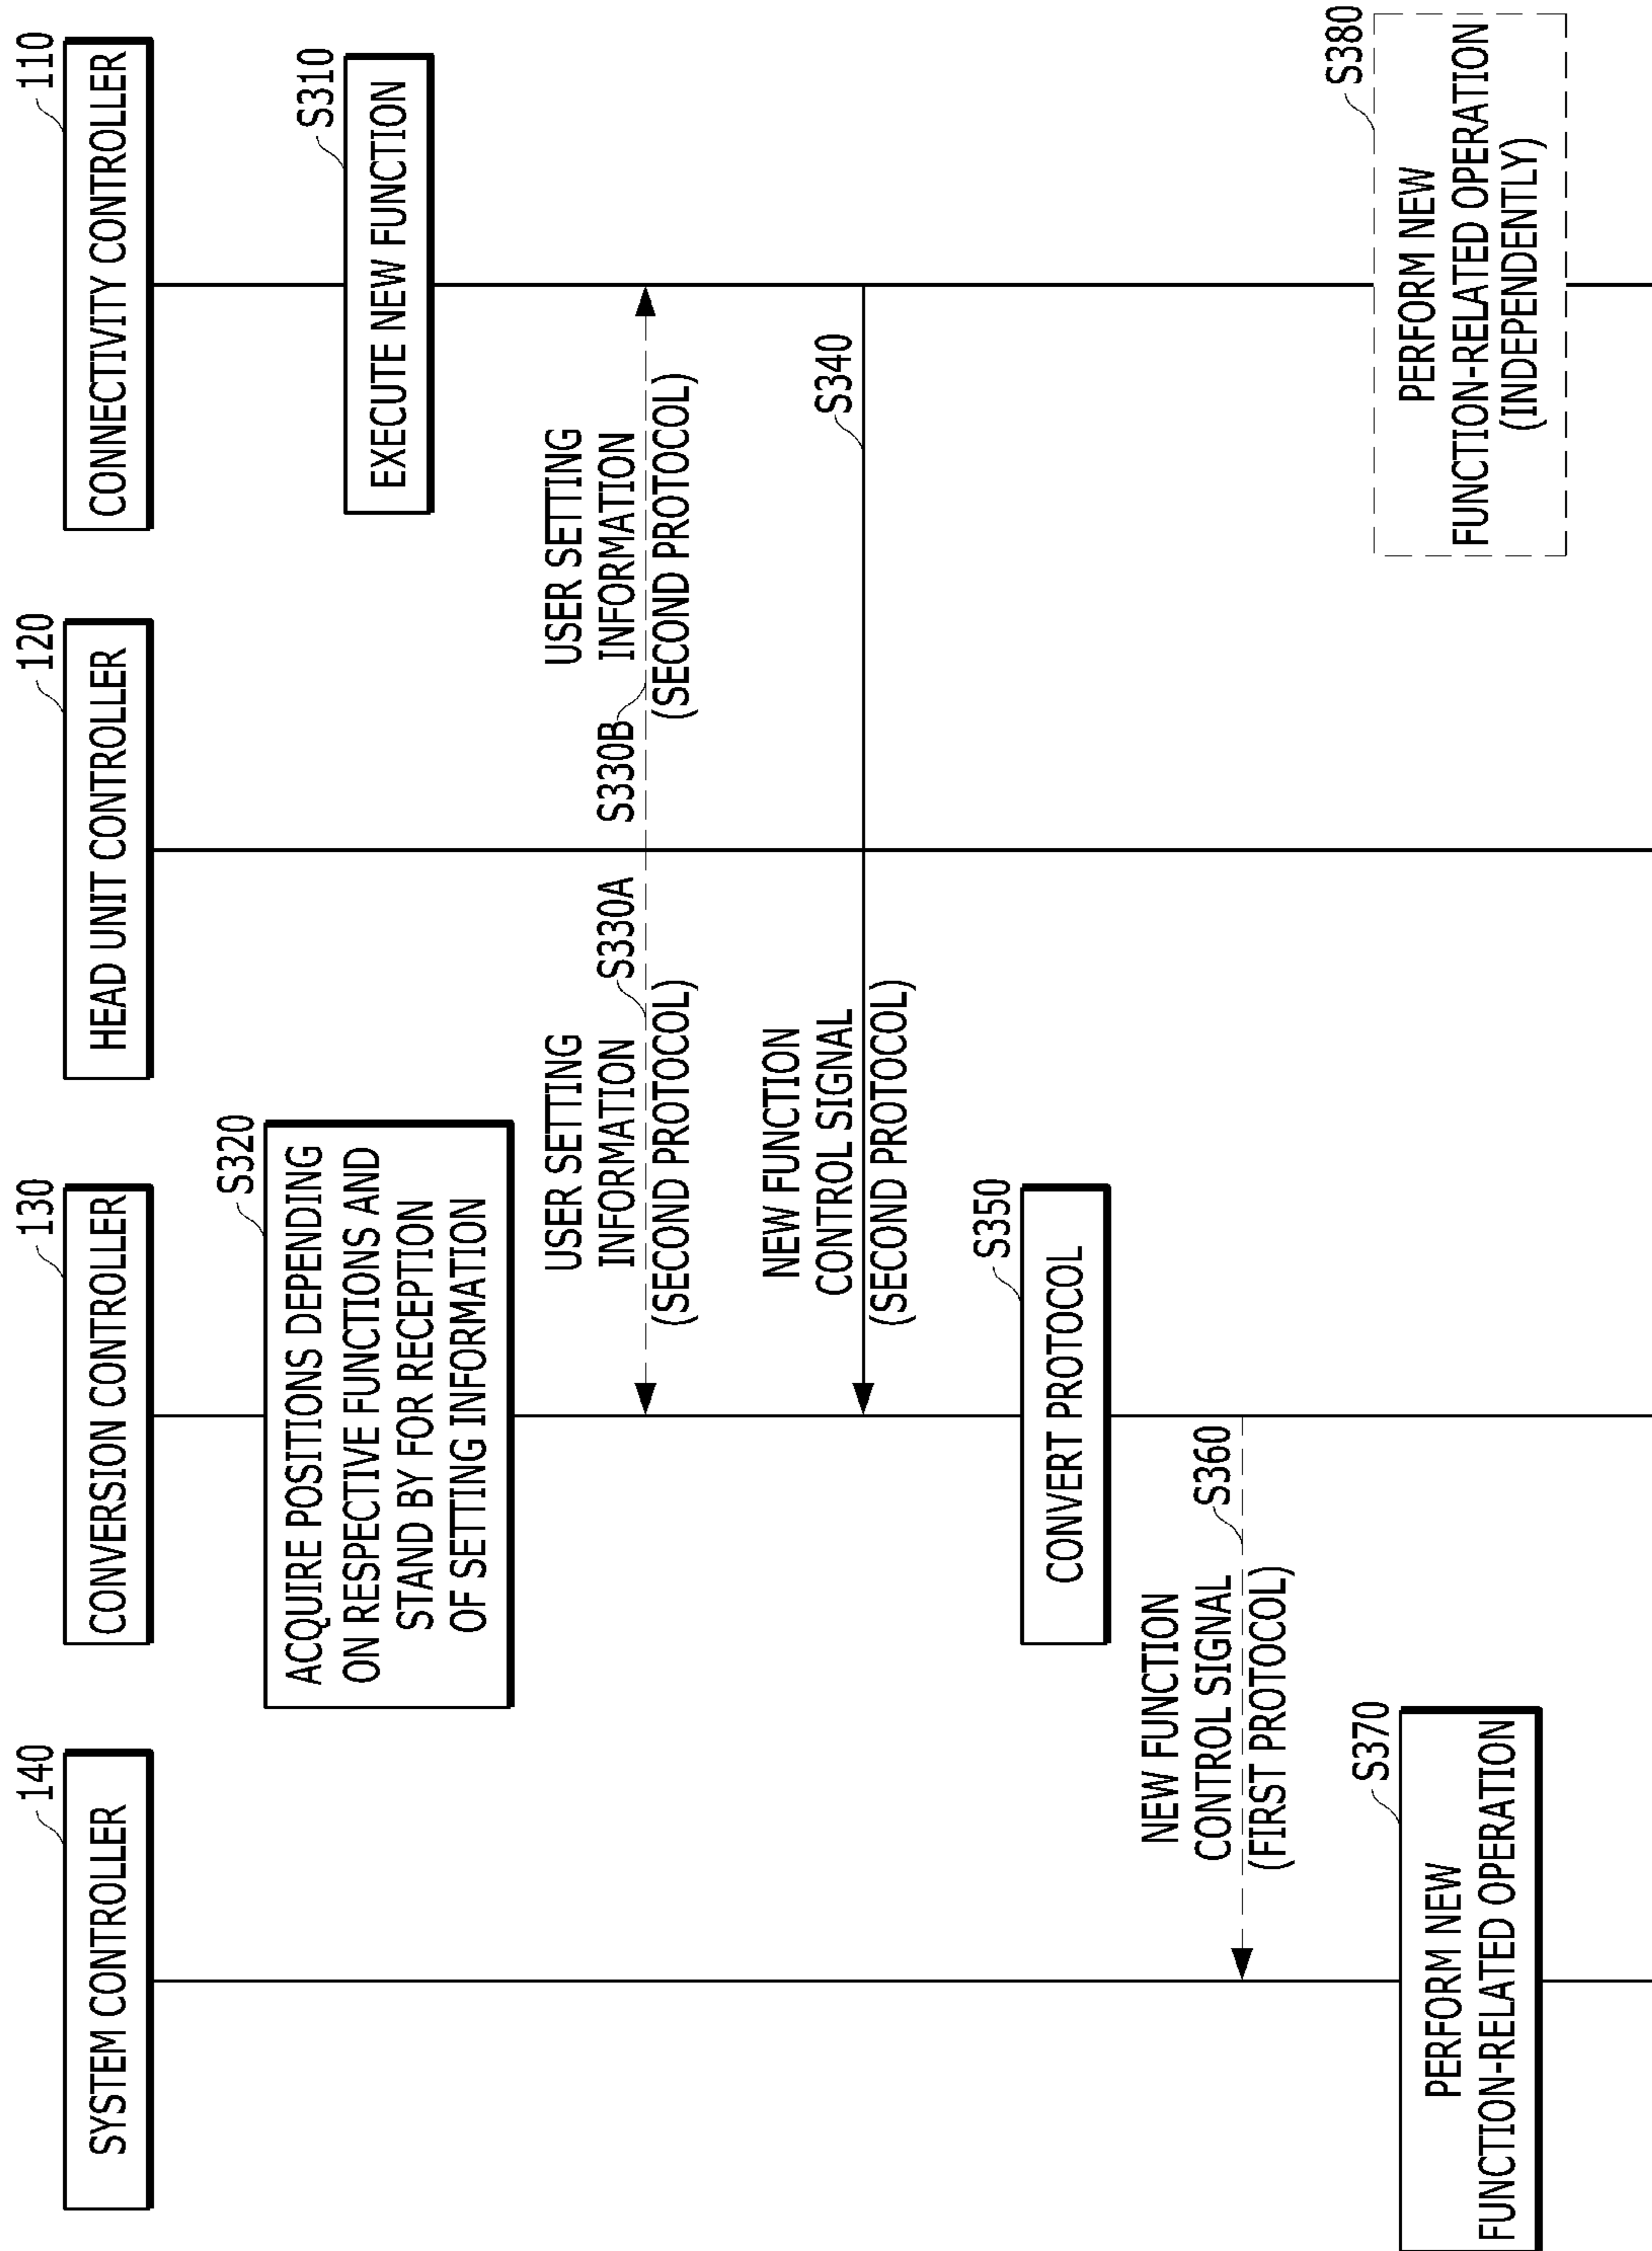 140
SYSTEM CONTROLLER
130
CONVERSION CONTROLLER
120
HEAD UNIT CONTROLLER
110
CONNECTIVITY CONTROLLER
S310
EXECUTE NEW FUNCTION
S320
ACQUIRE POSITIONS DEPENDING
ON RESPECTIVE FUNCTIONS AND
STAND BY FOR RECEPTION
OF SETTING INFORMATION
USER SETTING
INFORMATION
S330A
(SECOND PROTOCOL)
USER SETTING
INFORMATION
S330B
(SECOND PROTOCOL)
NEW FUNCTION
CONTROL SIGNAL
(SECOND PROTOCOL)
S340
S350
CONVERT PROTOCOL
NEW FUNCTION
CONTROL SIGNAL
(FIRST PROTOCOL)
S360
S370
PERFORM NEW
FUNCTION-RELATED OPERATION
S380
PERFORM NEW
FUNCTION-RELATED OPERATION
(INDEPENDENTLY)